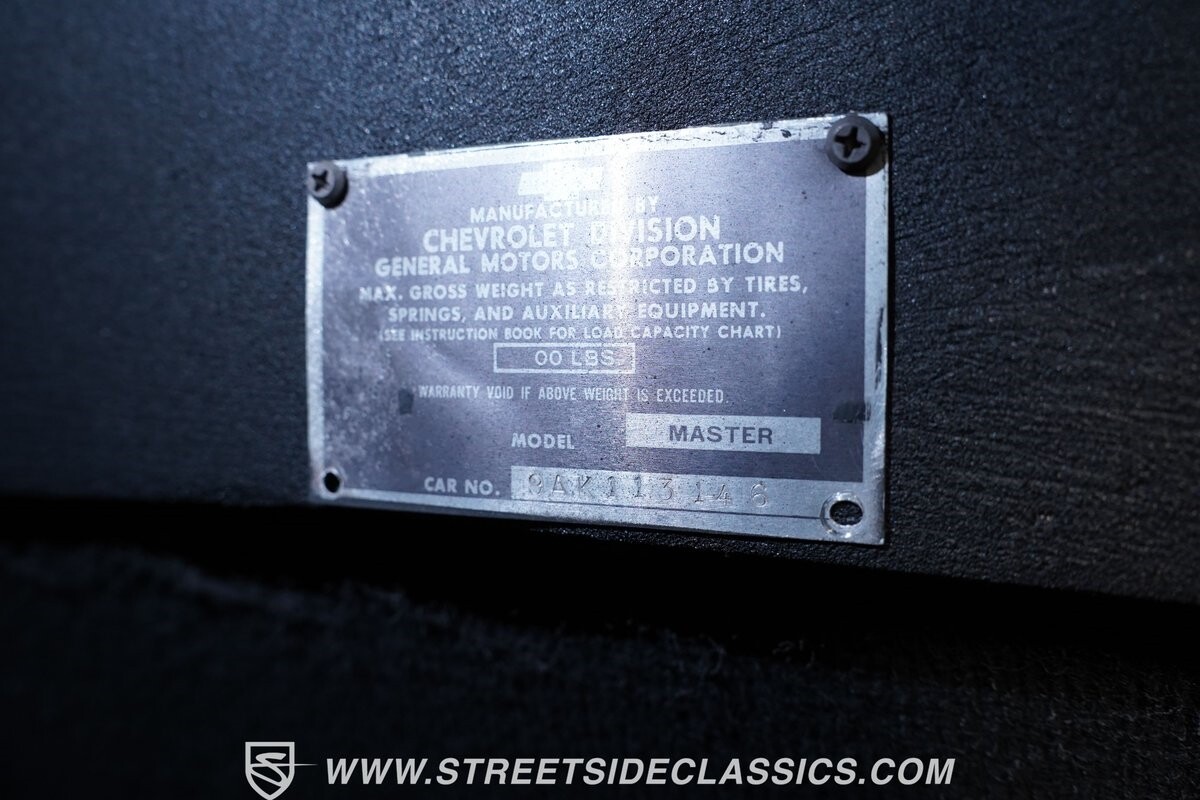 MANUFACTURED BY
CHEVROLET DIVISION
GENERAL MOTORS CORPORATION
MAX. GROSS WEIGHT AS RESTRICTED BY TIRES,
SPRINGS, AND AUXILIARY EQUIPMENT.
(SEE INSTRUCTION BOOK FOR LOAD CAPACITY CHART)
00 LBS
WARRANTY VOID IF ABOVE WEIGHT IS EXCEEDED.
MODEL MASTER
CAR NO. 9AK113146
WWW.STREETSIDECLASSICS.COM